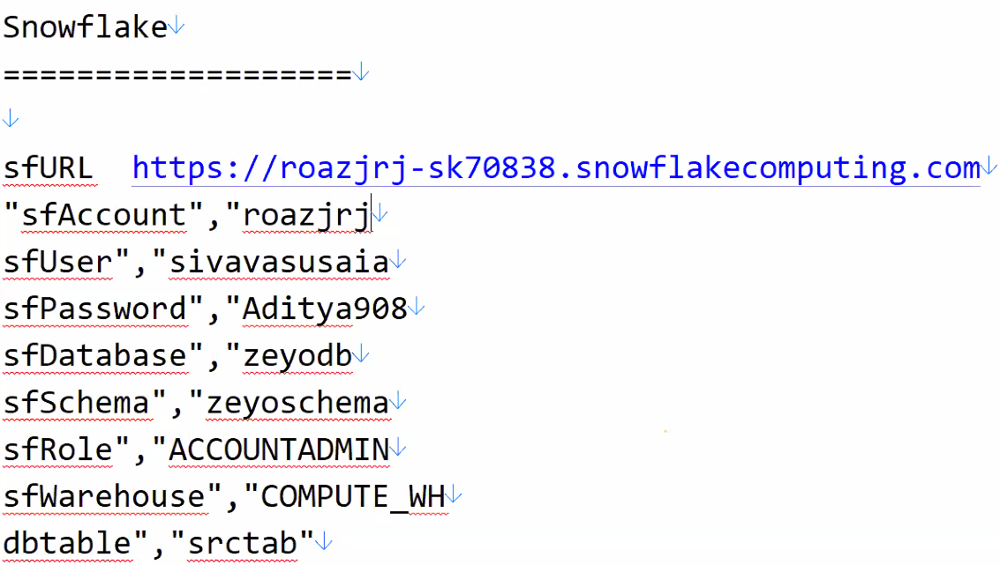 Snowflake
===================
sfURL  https://roazjrj-sk70838.snowflakecomputing.com
"sfAccount","roazjrj
sfUser","sivavasusaia
sfPassword","Aditya908
sfDatabase","zeyodb
sfSchema","zeyoschema
sfRole","ACCOUNTADMIN
sfWarehouse","COMPUTE_WH
dbtable","srctab"